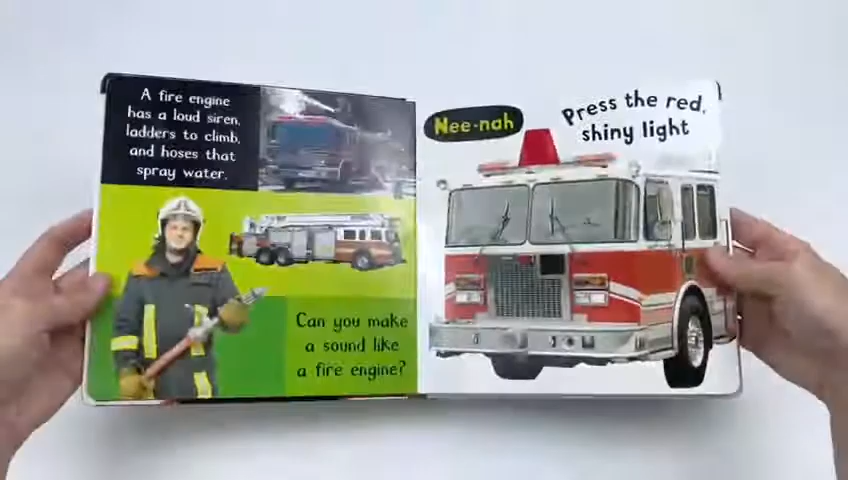 A fire engine
has a loud siren,
ladders to climb,
and hoses that
spray water.
Can you make
a sound like
a fire engine?
Nee-nah
Press the red,
shiny light